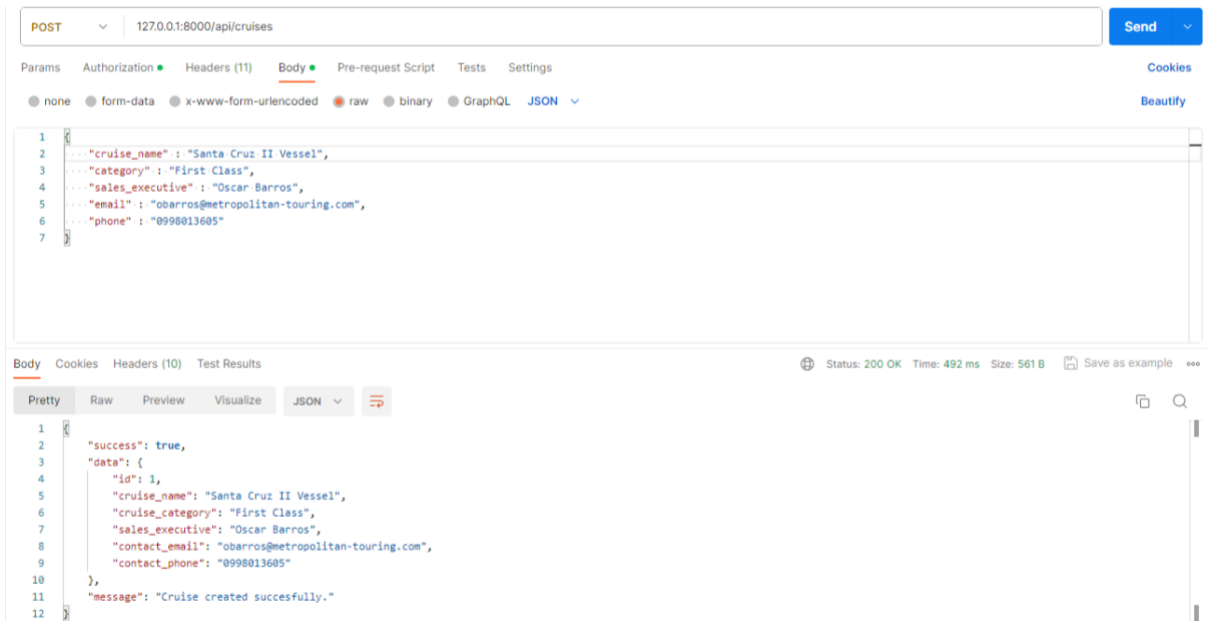 POST 127.0.0.1:8000/api/cruises Send
Params Authorization Headers (11) Body Pre-request Script Tests Settings Cookies
none form-data x-www-form-urlencoded raw binary GraphQL JSON Beautify
1 {
2 "cruise_name" : "Santa Cruz II Vessel",
3 "category" : "First Class",
4 "sales_executive" : "Oscar Barros",
5 "email" : "obarros@metropolitan-touring.com",
6 "phone" : "0998013605"
7 }
Body Cookies Headers (10) Test Results Status: 200 OK Time: 492 ms Size: 561 B Save as example
Pretty Raw Preview Visualize JSON
1 {
2 "success": true,
3 "data": {
4 "id": 1,
5 "cruise_name": "Santa Cruz II Vessel",
6 "cruise_category": "First Class",
7 "sales_executive": "Oscar Barros",
8 "contact_email": "obarros@metropolitan-touring.com",
9 "contact_phone": "0998013605"
10 },
11 "message": "Cruise created succesfully."
12 }